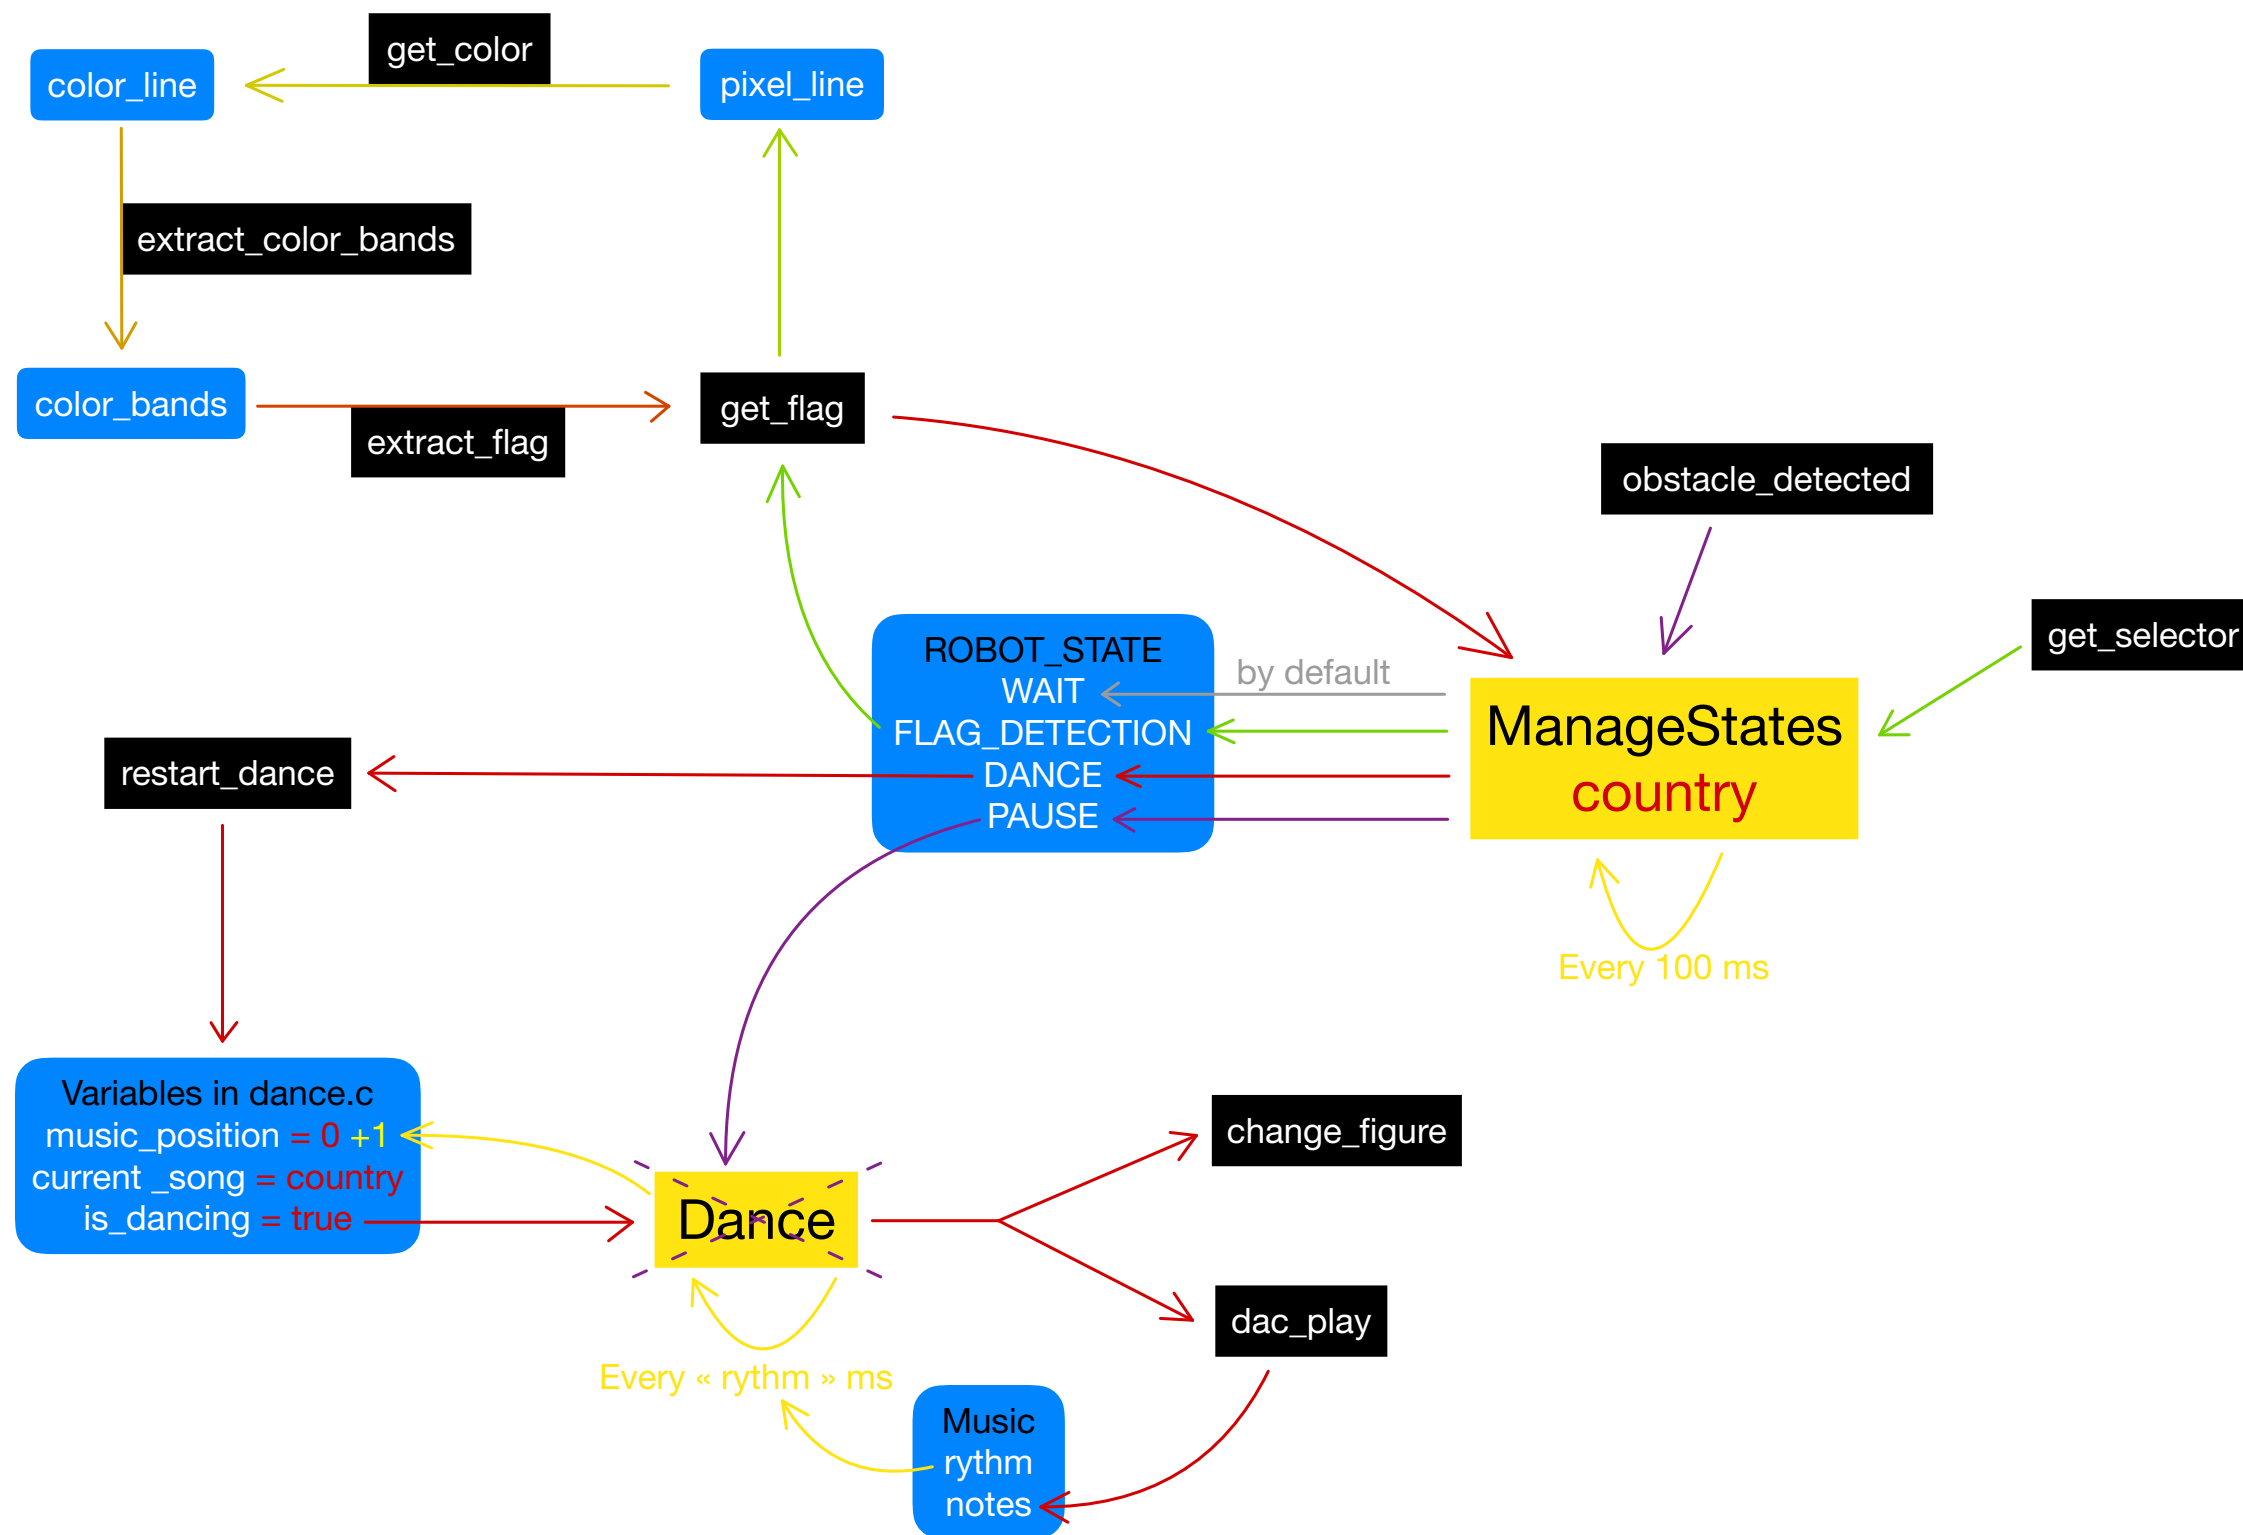 get_color
color_line
pixel_line
extract_color_bands
color_bands
extract_flag
get_flag
obstacle_detected
get_selector
ROBOT_STATE
WAIT
FLAG_DETECTION
DANCE
PAUSE
by default
ManageStates
country
Every 100 ms
restart_dance
Variables in dance.c
music_position = 0 +1
current _song = country
is_dancing = true
Dance
Every « rythm » ms
change_figure
dac_play
Music
rythm
notes